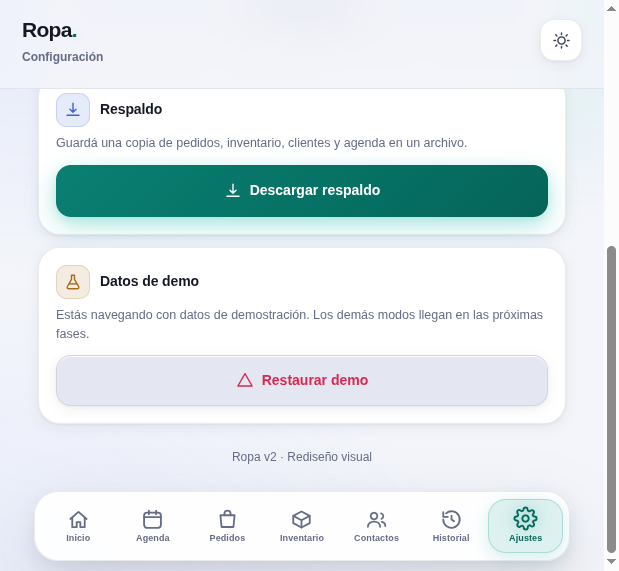 Ropa.
Configuración
Respaldo
Guardá una copia de pedidos, inventario, clientes y agenda en un archivo.
Descargar respaldo
Datos de demo
Estás navegando con datos de demostración. Los demás modos llegan en las próximas
fases.
Restaurar demo
Ropa v2 · Rediseño visual
Inicio
Agenda
Pedidos
Inventario
Contactos
Historial
Ajustes